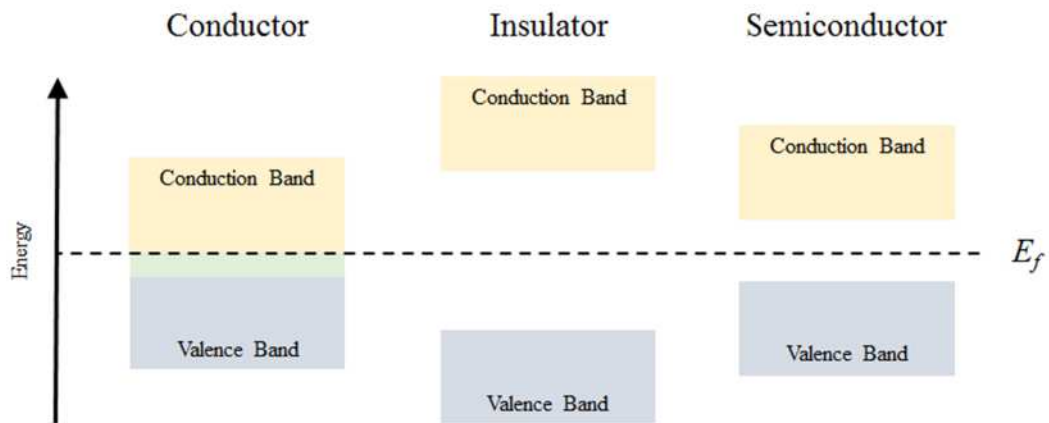 Conductor
Insulator
Semiconductor
Conduction Band
Conduction Band
Conduction Band
Energy
E_f
Valence Band
Valence Band
Valence Band